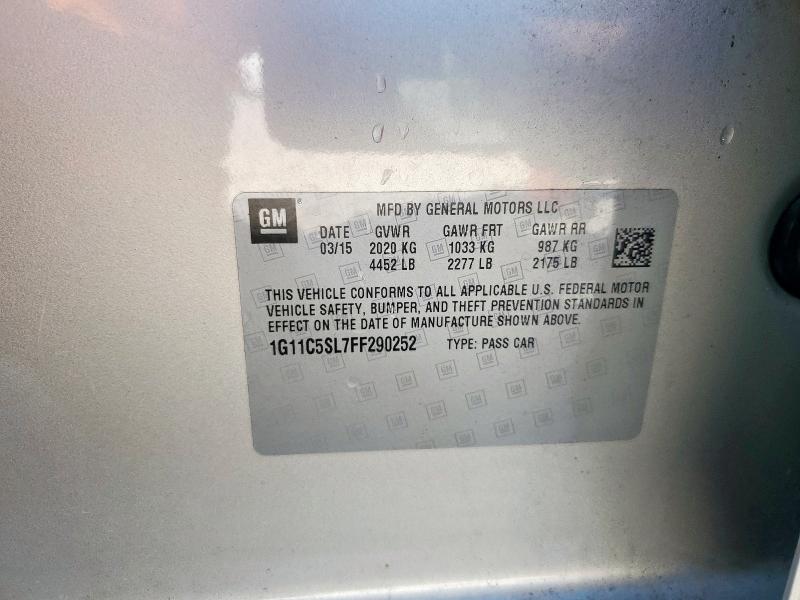 GM ®
MFD BY GENERAL MOTORS LLC
DATE GVWR GAWR FRT GAWR RR
03/15 2020 KG 1033 KG 987 KG
4452 LB 2277 LB 2175 LB
THIS VEHICLE CONFORMS TO ALL APPLICABLE U.S. FEDERAL MOTOR
VEHICLE SAFETY, BUMPER, AND THEFT PREVENTION STANDARDS IN
EFFECT ON THE DATE OF MANUFACTURE SHOWN ABOVE.
1G11C5SL7FF290252 TYPE: PASS CAR